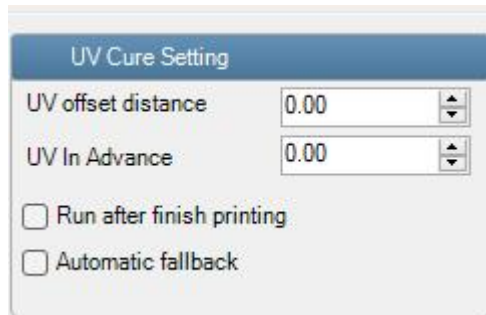 UV Cure Setting
UV offset distance 0.00
UV In Advance 0.00
Run after finish printing
Automatic fallback